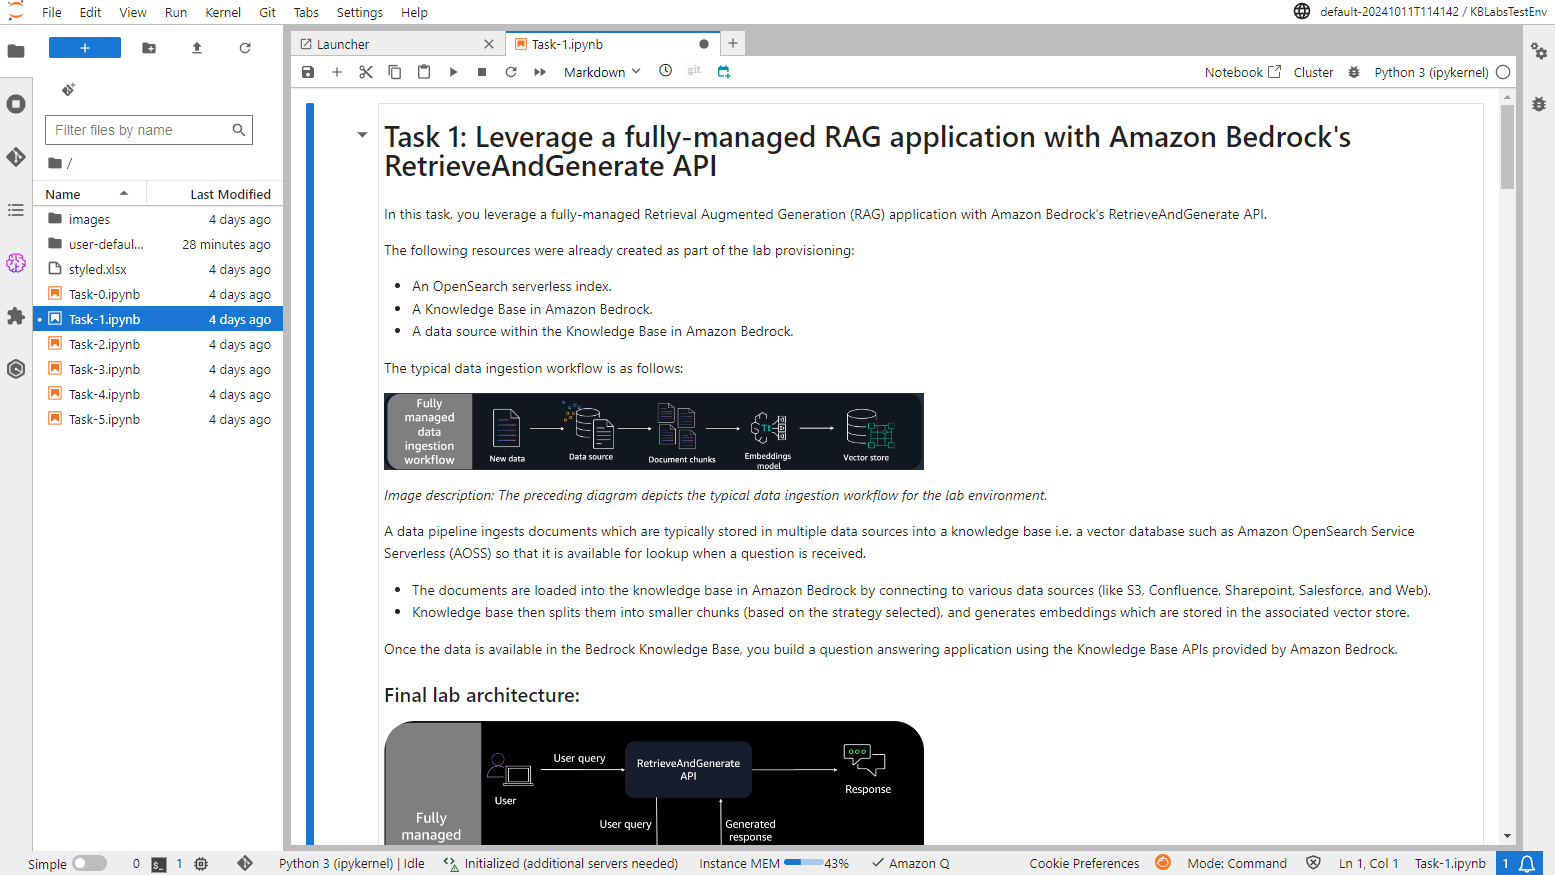 File Edit View Run Kernel Git Tabs Settings Help
default-20241011T114142 / KBLabsTestEnv
Launcher
Task-1.ipynb
Markdown
git
Notebook
Cluster
Python 3 (ipykernel)
Filter files by name
/
Name Last Modified
images 4 days ago
user-defaul... 28 minutes ago
styled.xlsx 4 days ago
Task-0.ipynb 4 days ago
Task-1.ipynb 4 days ago
Task-2.ipynb 4 days ago
Task-3.ipynb 4 days ago
Task-4.ipynb 4 days ago
Task-5.ipynb 4 days ago
Task 1: Leverage a fully-managed RAG application with Amazon Bedrock's
RetrieveAndGenerate API
In this task, you leverage a fully-managed Retrieval Augmented Generation (RAG) application with Amazon Bedrock's RetrieveAndGenerate API.
The following resources were already created as part of the lab provisioning:
• An OpenSearch serverless index.
• A Knowledge Base in Amazon Bedrock.
• A data source within the Knowledge Base in Amazon Bedrock.
The typical data ingestion workflow is as follows:
Fully
managed
data
ingestion
workflow
New data
Data source
Document chunks
Tt
Embeddings
model
Vector store
Image description: The preceding diagram depicts the typical data ingestion workflow for the lab environment.
A data pipeline ingests documents which are typically stored in multiple data sources into a knowledge base i.e. a vector database such as Amazon OpenSearch Service
Serverless (AOSS) so that it is available for lookup when a question is received.
• The documents are loaded into the knowledge base in Amazon Bedrock by connecting to various data sources (like S3, Confluence, Sharepoint, Salesforce, and Web).
• Knowledge base then splits them into smaller chunks (based on the strategy selected), and generates embeddings which are stored in the associated vector store.
Once the data is available in the Bedrock Knowledge Base, you build a question answering application using the Knowledge Base APIs provided by Amazon Bedrock.
Final lab architecture:
Fully
managed
User
User query
RetrieveAndGenerate
API
Response
User query
Generated
response
Simple 0 $_ 1 Python 3 (ipykernel) | Idle Initialized (additional servers needed) Instance MEM 43% Amazon Q Cookie Preferences Mode: Command Ln 1, Col 1 Task-1.ipynb 1